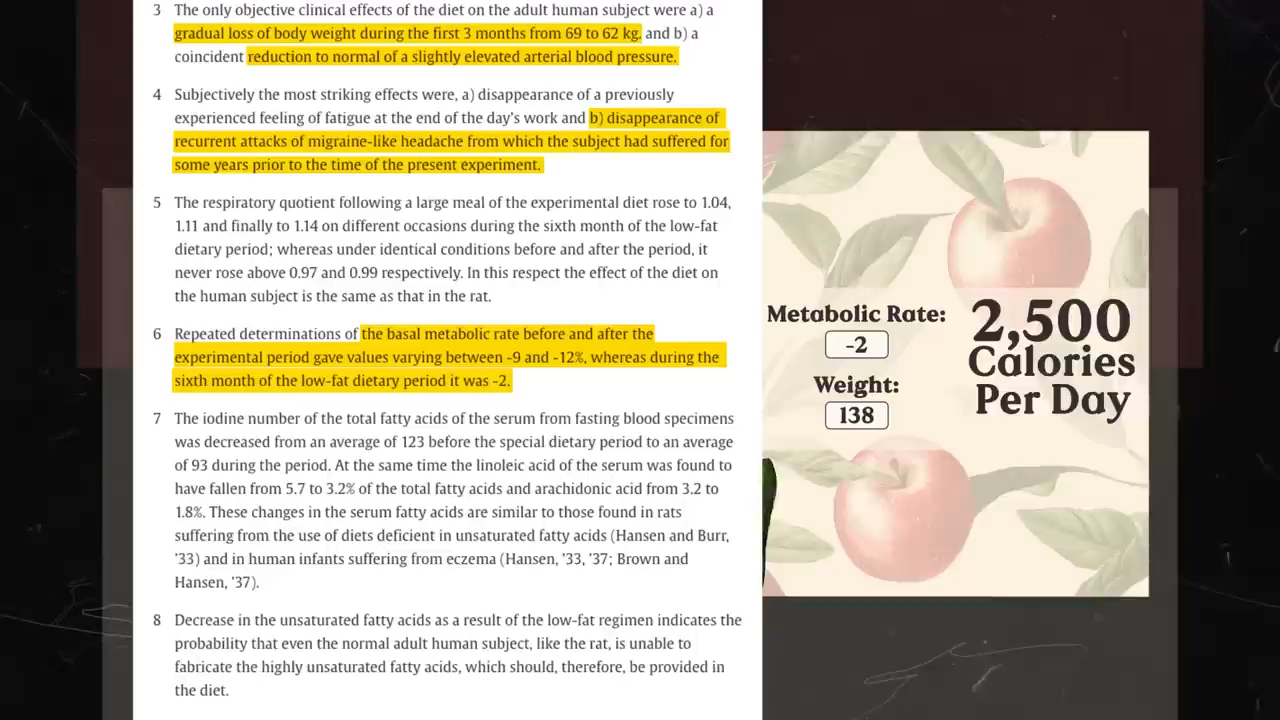 3 The only objective clinical effects of the diet on the adult human subject were a) a
gradual loss of body weight during the first 3 months from 69 to 62 kg. and b) a
coincident reduction to normal of a slightly elevated arterial blood pressure.
4 Subjectively the most striking effects were, a) disappearance of a previously
experienced feeling of fatigue at the end of the day's work and b) disappearance of
recurrent attacks of migraine-like headache from which the subject had suffered for
some years prior to the time of the present experiment.
5 The respiratory quotient following a large meal of the experimental diet rose to 1.04,
1.11 and finally to 1.14 on different occasions during the sixth month of the low-fat
dietary period; whereas under identical conditions before and after the period, it
never rose above 0.97 and 0.99 respectively. In this respect the effect of the diet on
the human subject is the same as that in the rat.
6 Repeated determinations of the basal metabolic rate before and after the
experimental period gave values varying between -9 and -12%, whereas during the
sixth month of the low-fat dietary period it was -2.
7 The iodine number of the total fatty acids of the serum from fasting blood specimens
was decreased from an average of 123 before the special dietary period to an average
of 93 during the period. At the same time the linoleic acid of the serum was found to
have fallen from 5.7 to 3.2% of the total fatty acids and arachidonic acid from 3.2 to
1.8%. These changes in the serum fatty acids are similar to those found in rats
suffering from the use of diets deficient in unsaturated fatty acids (Hansen and Burr,
'33) and in human infants suffering from eczema (Hansen, '33, '37; Brown and
Hansen, '37).
8 Decrease in the unsaturated fatty acids as a result of the low-fat regimen indicates the
probability that even the normal adult human subject, like the rat, is unable to
fabricate the highly unsaturated fatty acids, which should, therefore, be provided in
the diet.
Metabolic Rate:
-2
Weight:
138
2,500
Calories
Per Day